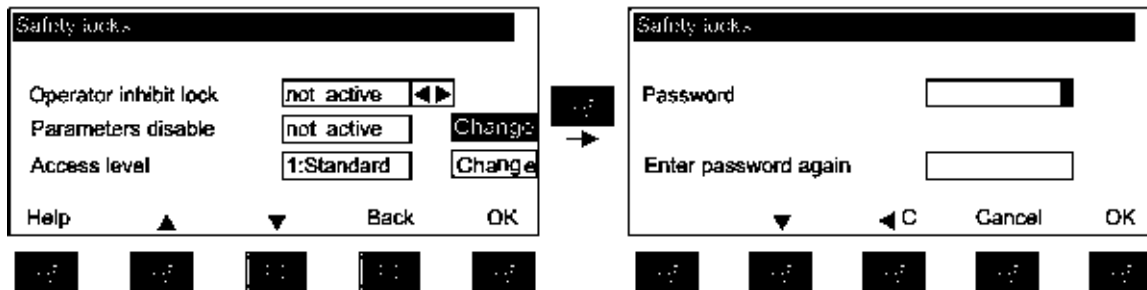 Safety locks
Operator inhibit lock not active
Parameters disable not active Change
Access level 1:Standard Change
Help Back OK
Safety locks
Password
Enter password again
C Cancel OK